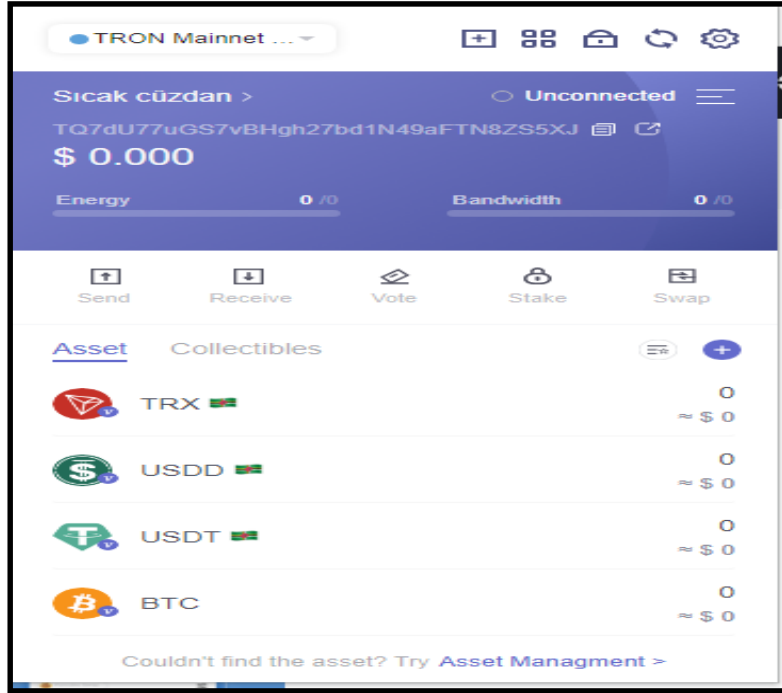 TRON Mainnet ...
Sıcak cüzdan >
Unconnected
TQ7dU77uGS7vBHgh27bd1N49aFTN8ZS5XJ
$ 0.000
Energy 0 /0 Bandwidth 0 /0
Send Receive Vote Stake Swap
Asset Collectibles
TRX 0
≈ $ 0
USDD 0
≈ $ 0
USDT 0
≈ $ 0
BTC 0
≈ $ 0
Couldn't find the asset? Try Asset Managment >